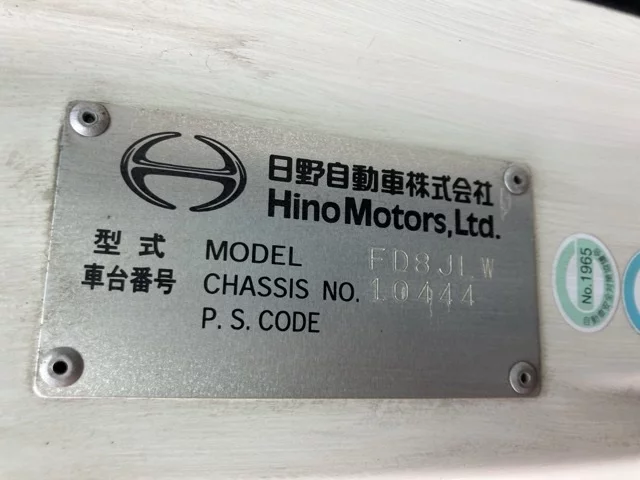 日野自動車株式会社
Hino Motors, Ltd.
型式 MODEL FD8JLW
車台番号 CHASSIS NO. 10444
P. S. CODE
No. 1965